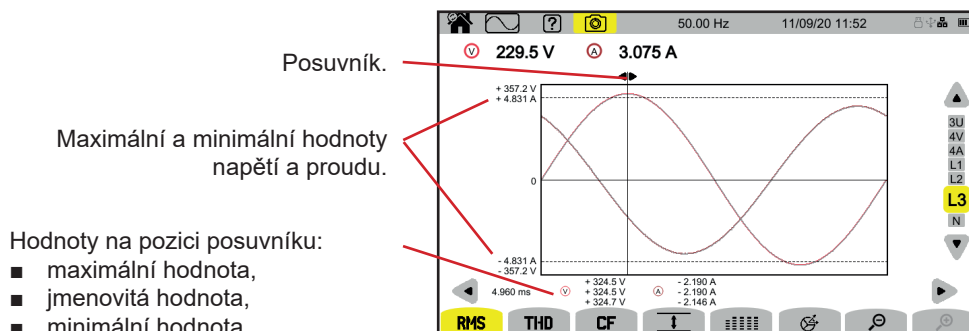 50.00 Hz 11/09/20 11:52
229.5 V 3.075 A
Posuvník.
+ 357.2 V
+ 4.831 A
Maximální a minimální hodnoty
napětí a proudu.
0
3U
4V
4A
L1
L2
L3
N
Hodnoty na pozici posuvníku:
■ maximální hodnota,
■ jmenovitá hodnota,
■ minimální hodnota
- 4.831 A
- 357.2 V
4.960 ms
V
+ 324.5 V
+ 324.5 V
+ 324.7 V
A
- 2.190 A
- 2.190 A
- 2.146 A
RMS THD CF